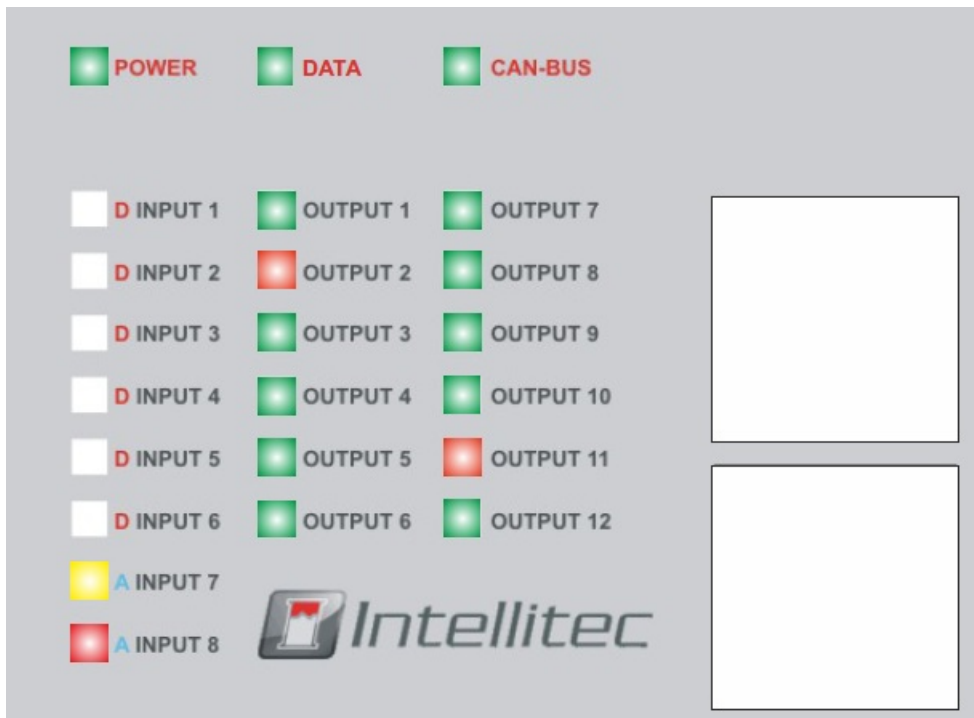 POWER DATA CAN-BUS
D INPUT 1 OUTPUT 1 OUTPUT 7
D INPUT 2 OUTPUT 2 OUTPUT 8
D INPUT 3 OUTPUT 3 OUTPUT 9
D INPUT 4 OUTPUT 4 OUTPUT 10
D INPUT 5 OUTPUT 5 OUTPUT 11
D INPUT 6 OUTPUT 6 OUTPUT 12
A INPUT 7
A INPUT 8
Intellitec